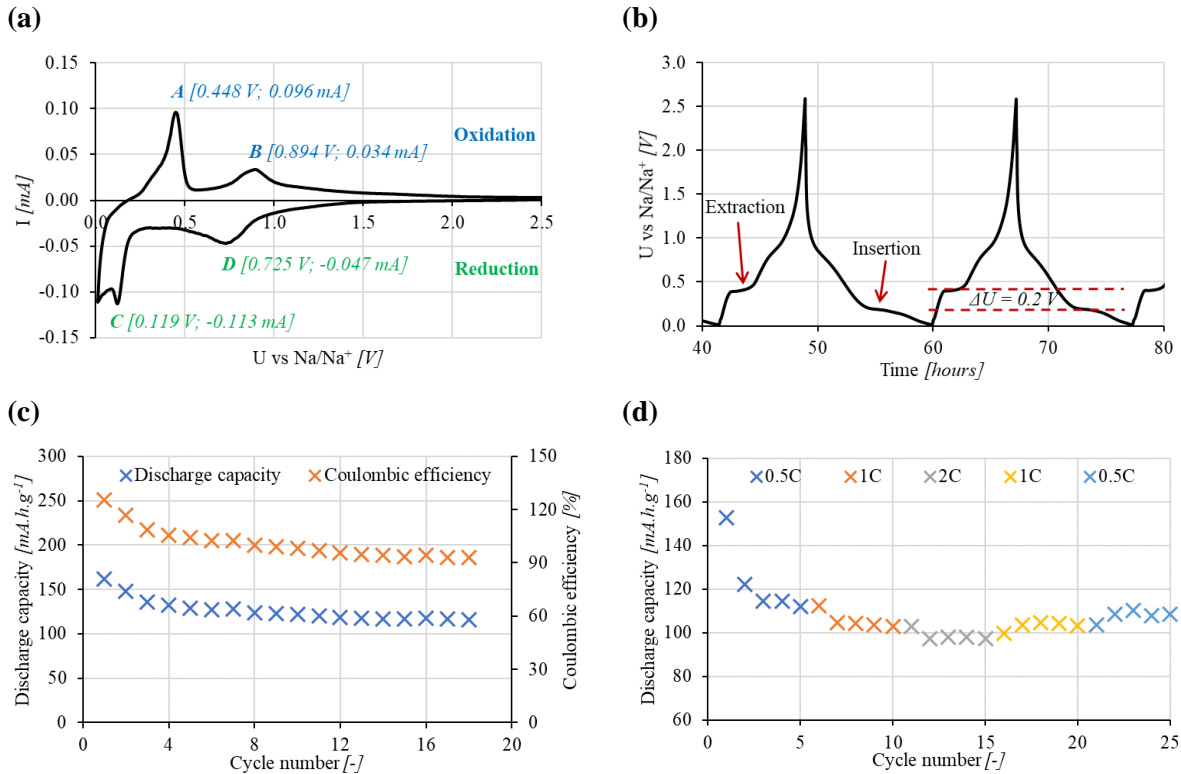 (a)
I [mA]
0.15
0.10
0.05
0.00
-0.05
-0.10
-0.15
0.0
0.5
1.0
1.5
2.0
2.5
A [0.448 V; 0.096 mA]
B [0.894 V; 0.034 mA]
Oxidation
D [0.725 V; -0.047 mA]
Reduction
C [0.119 V; -0.113 mA]
U vs Na/Na⁺ [V]
(b)
U vs Na/Na⁺ [V]
3.0
2.5
2.0
1.5
1.0
0.5
0.0
Extraction
Insertion
ΔU = 0.2 V
40
50
60
70
80
Time [hours]
(c)
Discharge capacity [mA.h.g⁻¹]
300
250
200
150
100
50
0
Discharge capacity
Coulombic efficiency
150
120
90
60
30
0
Coulombic efficiency [%]
0
4
8
12
16
20
Cycle number [-]
(d)
Discharge capacity [mA.h.g⁻¹]
180
160
140
120
100
80
60
0.5C
1C
2C
1C
0.5C
0
5
10
15
20
25
Cycle number [-]